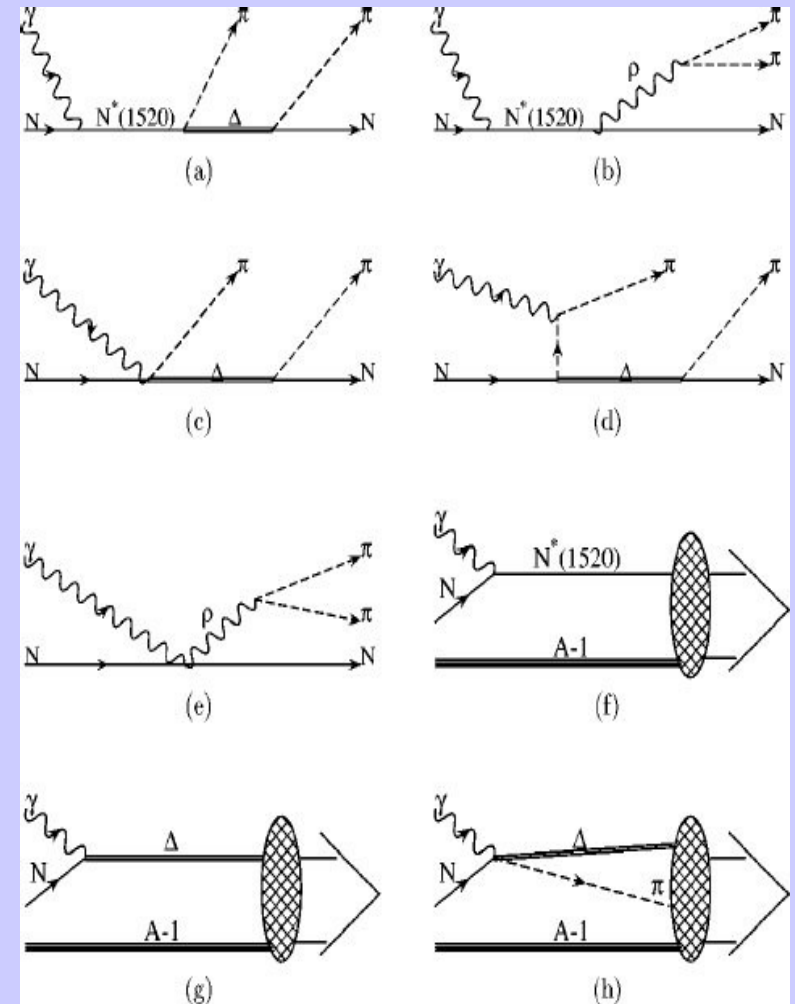 γ π π
N N*(1520) Δ N
(a)
γ π
ρ π
N N*(1520) N
(b)
γ π π
N Δ N
(c)
γ π π
N Δ N
(d)
γ π
ρ π
N N
(e)
γ N*(1520)
N
A-1
(f)
γ Δ
N
A-1
(g)
γ Δ
N π
A-1
(h)